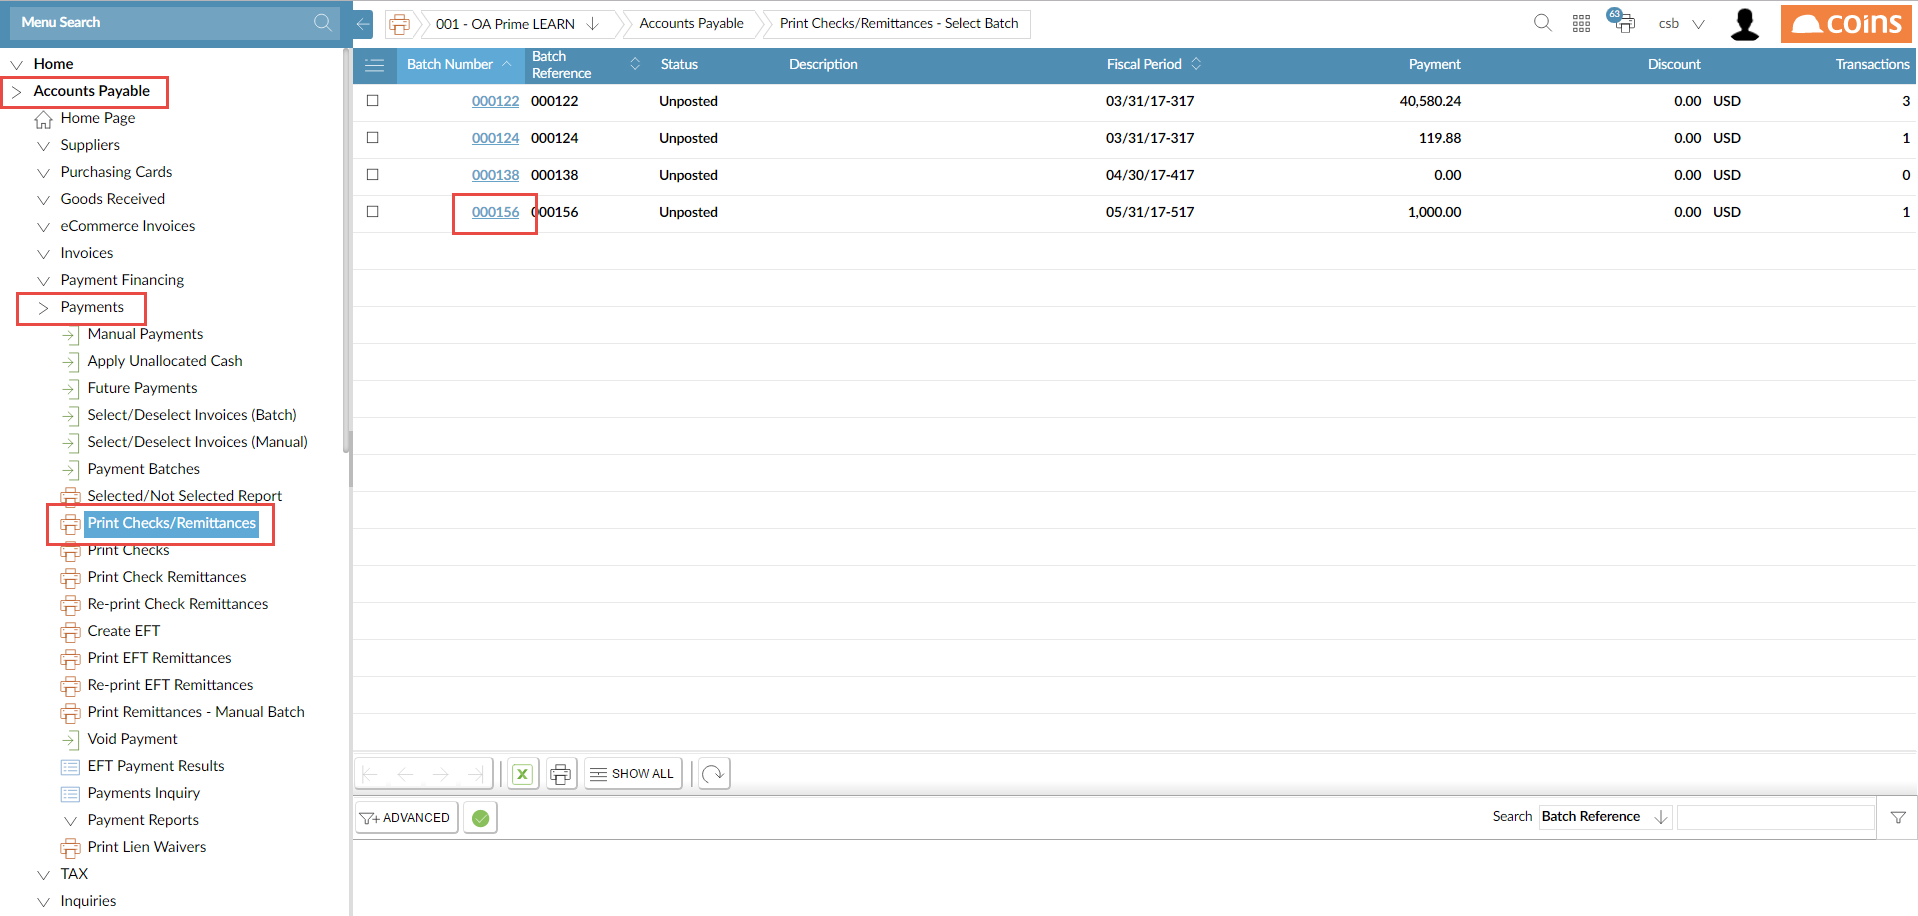 Menu Search
001 - OA Prime LEARN
Accounts Payable
Print Checks/Remittances - Select Batch
63
csb
coins
Home
Accounts Payable
Home Page
Suppliers
Purchasing Cards
Goods Received
eCommerce Invoices
Invoices
Payment Financing
Payments
Manual Payments
Apply Unallocated Cash
Future Payments
Select/Deselect Invoices (Batch)
Select/Deselect Invoices (Manual)
Payment Batches
Selected/Not Selected Report
Print Checks/Remittances
Print Checks
Print Check Remittances
Re-print Check Remittances
Create EFT
Print EFT Remittances
Re-print EFT Remittances
Print Remittances - Manual Batch
Void Payment
EFT Payment Results
Payments Inquiry
Payment Reports
Print Lien Waivers
TAX
Inquiries
Batch Number Batch Reference Status Description Fiscal Period Payment Discount Transactions
000122 000122 Unposted 03/31/17-317 40,580.24 0.00 USD 3
000124 000124 Unposted 03/31/17-317 119.88 0.00 USD 1
000138 000138 Unposted 04/30/17-417 0.00 0.00 USD 0
000156 000156 Unposted 05/31/17-517 1,000.00 0.00 USD 1
SHOW ALL
ADVANCED
Search Batch Reference